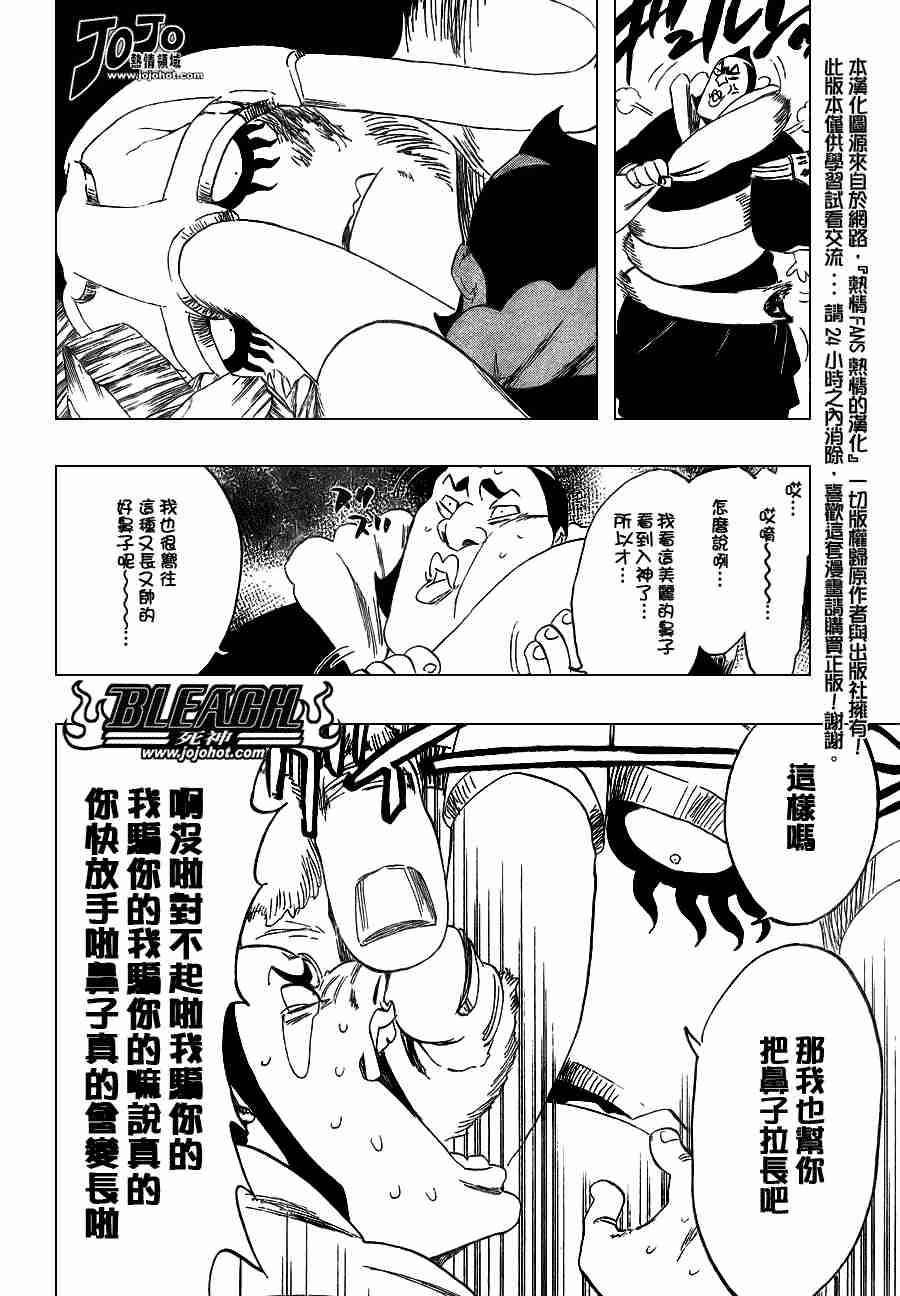 JOJO
熱情領域
www.jojohot.com
本漢化圖源來自於網路，『熱情FANS熱情的漢化』一切版權歸原作者與出版社擁有！
此版本僅供學習試看交流…請24小時之內消除，喜歡這套漫畫請購買正版！謝謝。
哎…
哎唷～～…
怎麼說咧…
我看這美麗的鼻子
看到入神了…
所以才…
我也很嚮往
這種又長又帥的
好鼻子呢～～…
BLEACH
死神
www.jojohot.com
這樣嗎
那我也幫你
把鼻子拉長吧
啊沒啦對不起啦我騙你的
我騙你的我騙你的嘛說真的
你快放手啦鼻子真的會變長啦